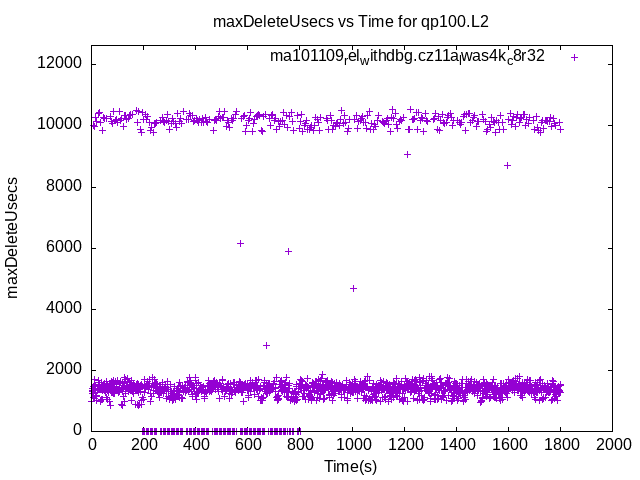 maxDeleteUsecs vs Time for qp100.L2
ma101109relwithdbg.cz11alwas4kc8r32
12000
10000
8000
6000
4000
2000
0
maxDeleteUsecs
0 200 400 600 800 1000 1200 1400 1600 1800 2000
Time(s)